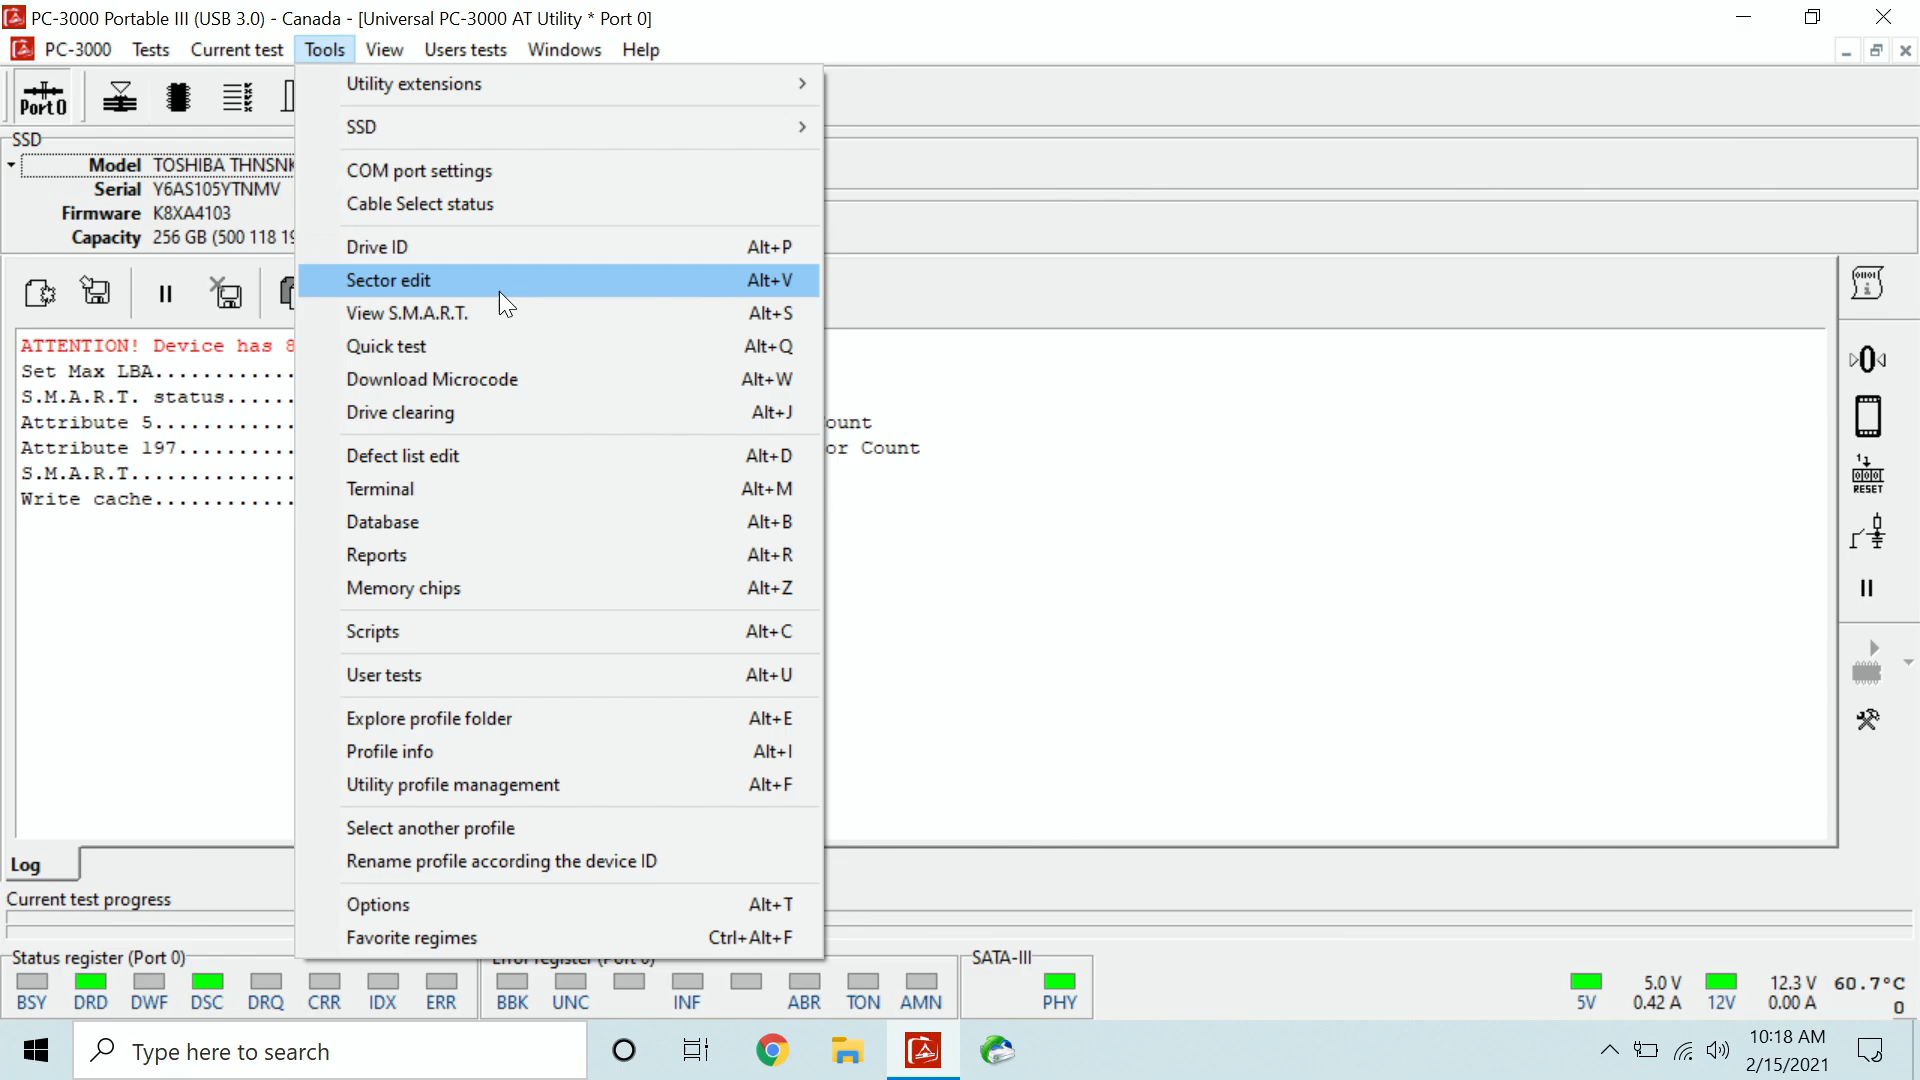 PC-3000 Portable III (USB 3.0) - Canada - [Universal PC-3000 AT Utility * Port 0]
PC-3000 Tests Current test Tools View Users tests Windows Help
Port 0
SSD
Model TOSHIBA THNSNK
Serial Y6AS105YTNMV
Firmware K8XA4103
Capacity 256 GB (500 118 19
Utility extensions
SSD
COM port settings
Cable Select status
Drive ID Alt+P
Sector edit Alt+V
View S.M.A.R.T. Alt+S
Quick test Alt+Q
Download Microcode Alt+W
Drive clearing Alt+J
Defect list edit Alt+D
Terminal Alt+M
Database Alt+B
Reports Alt+R
Memory chips Alt+Z
Scripts Alt+C
User tests Alt+U
Explore profile folder Alt+E
Profile info Alt+I
Utility profile management Alt+F
Select another profile
Rename profile according the device ID
Options Alt+T
Favorite regimes Ctrl+Alt+F
ATTENTION! Device has 8
Set Max LBA............
S.M.A.R.T. status......
Attribute 5............ ount
Attribute 197.......... or Count
S.M.A.R.T..............
Write cache............
RESET
Log
Current test progress
Status register (Port 0)
BSY DRD DWF DSC DRQ CRR IDX ERR
Error register (Port 0)
BBK UNC INF ABR TON AMN
SATA-III
PHY
5V 5.0 V 0.42 A 12V 12.3 V 0.00 A 60.7°C 0
Type here to search
10:18 AM
2/15/2021